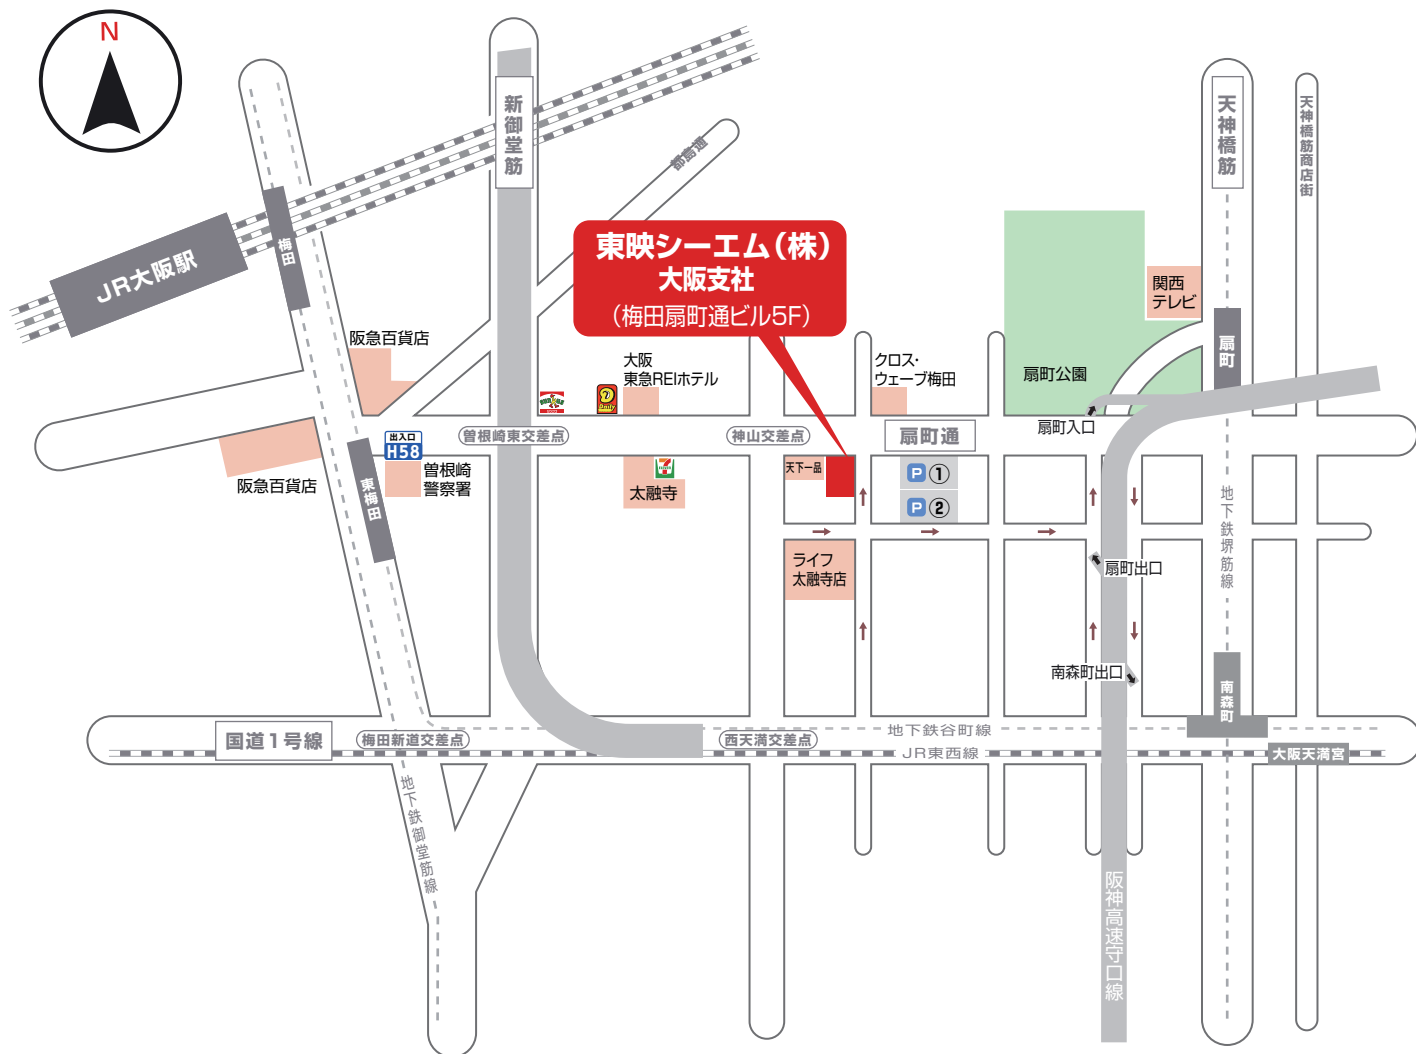 N
新御堂筋
天神橋筋
天神橋筋商店街
都島通
JR大阪駅
梅田
東映シーエム(株)
大阪支社
(梅田扇町通ビル5F)
関西
テレビ
扇町
阪急百貨店
大阪
東急REIホテル
クロス・
ウェーブ梅田
扇町公園
扇町入口
出入口
H58
曽根崎東交差点
神山交差点
扇町通
阪急百貨店
東梅田
曽根崎
警察署
7
太融寺
天下一品
P①
P②
地下鉄堺筋線
ライフ
太融寺店
扇町出口
南森町出口
南森町
国道1号線
梅田新道交差点
西天満交差点
地下鉄谷町線
JR東西線
大阪天満宮
地下鉄御堂筋線
阪神高速守口線